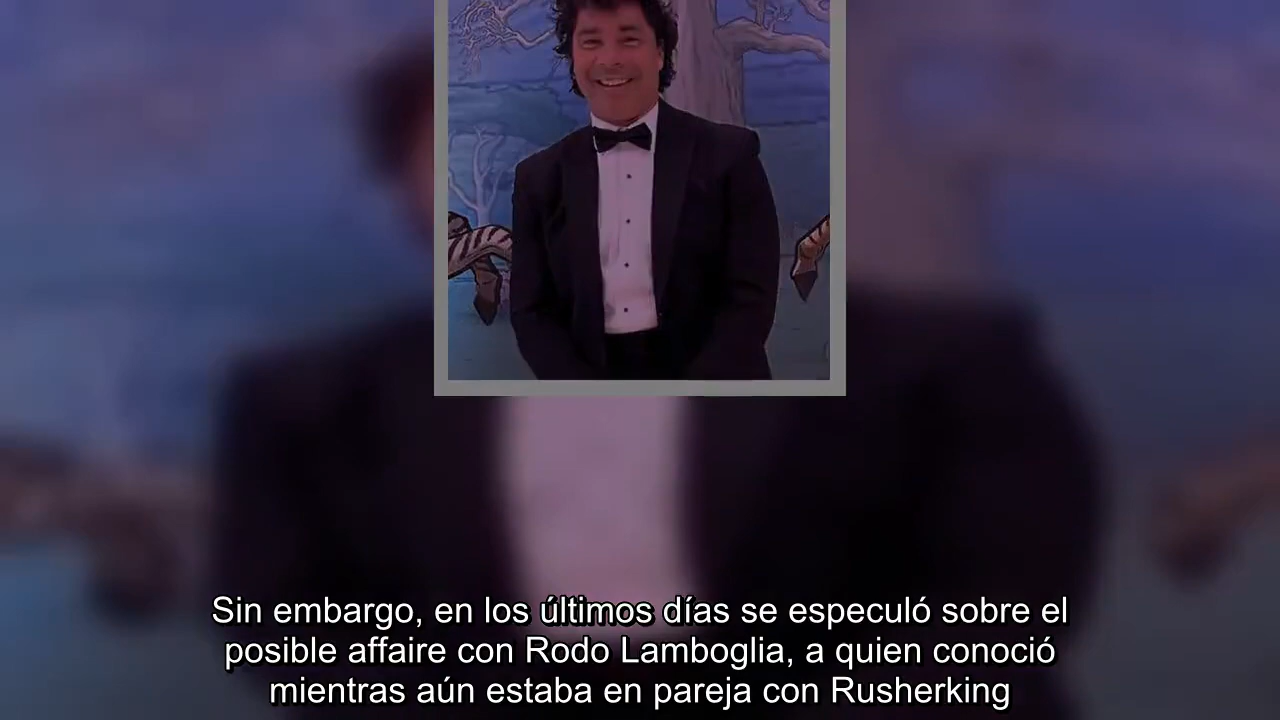 Sin embargo, en los últimos días se especuló sobre el
posible affaire con Rodo Lamboglia, a quien conoció
mientras aún estaba en pareja con Rusherking